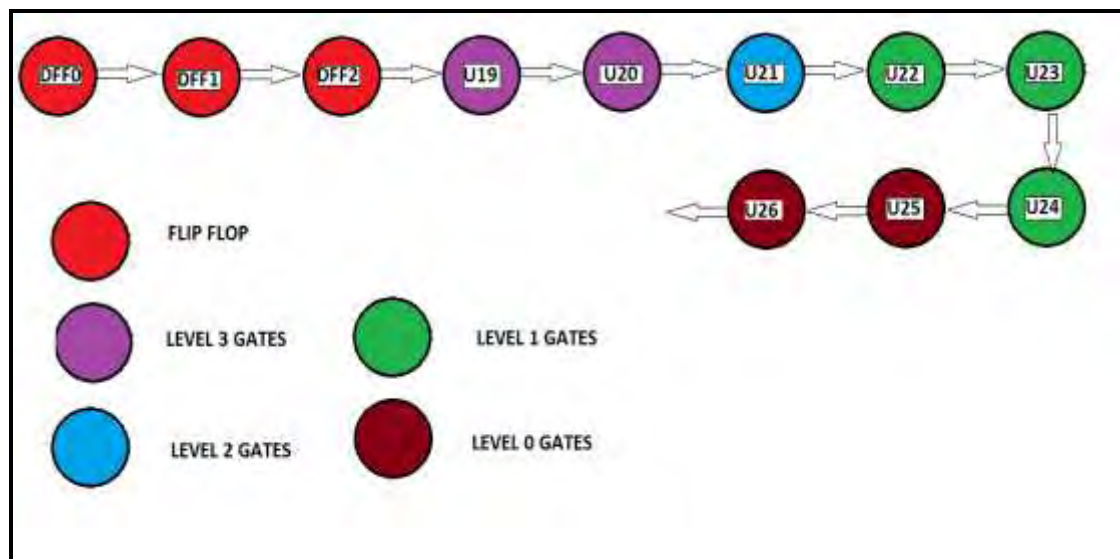 DFF0
DFF1
DFF2
U19
U20
U21
U22
U23
U26
U25
U24
FLIP FLOP
LEVEL 3 GATES
LEVEL 1 GATES
LEVEL 2 GATES
LEVEL 0 GATES